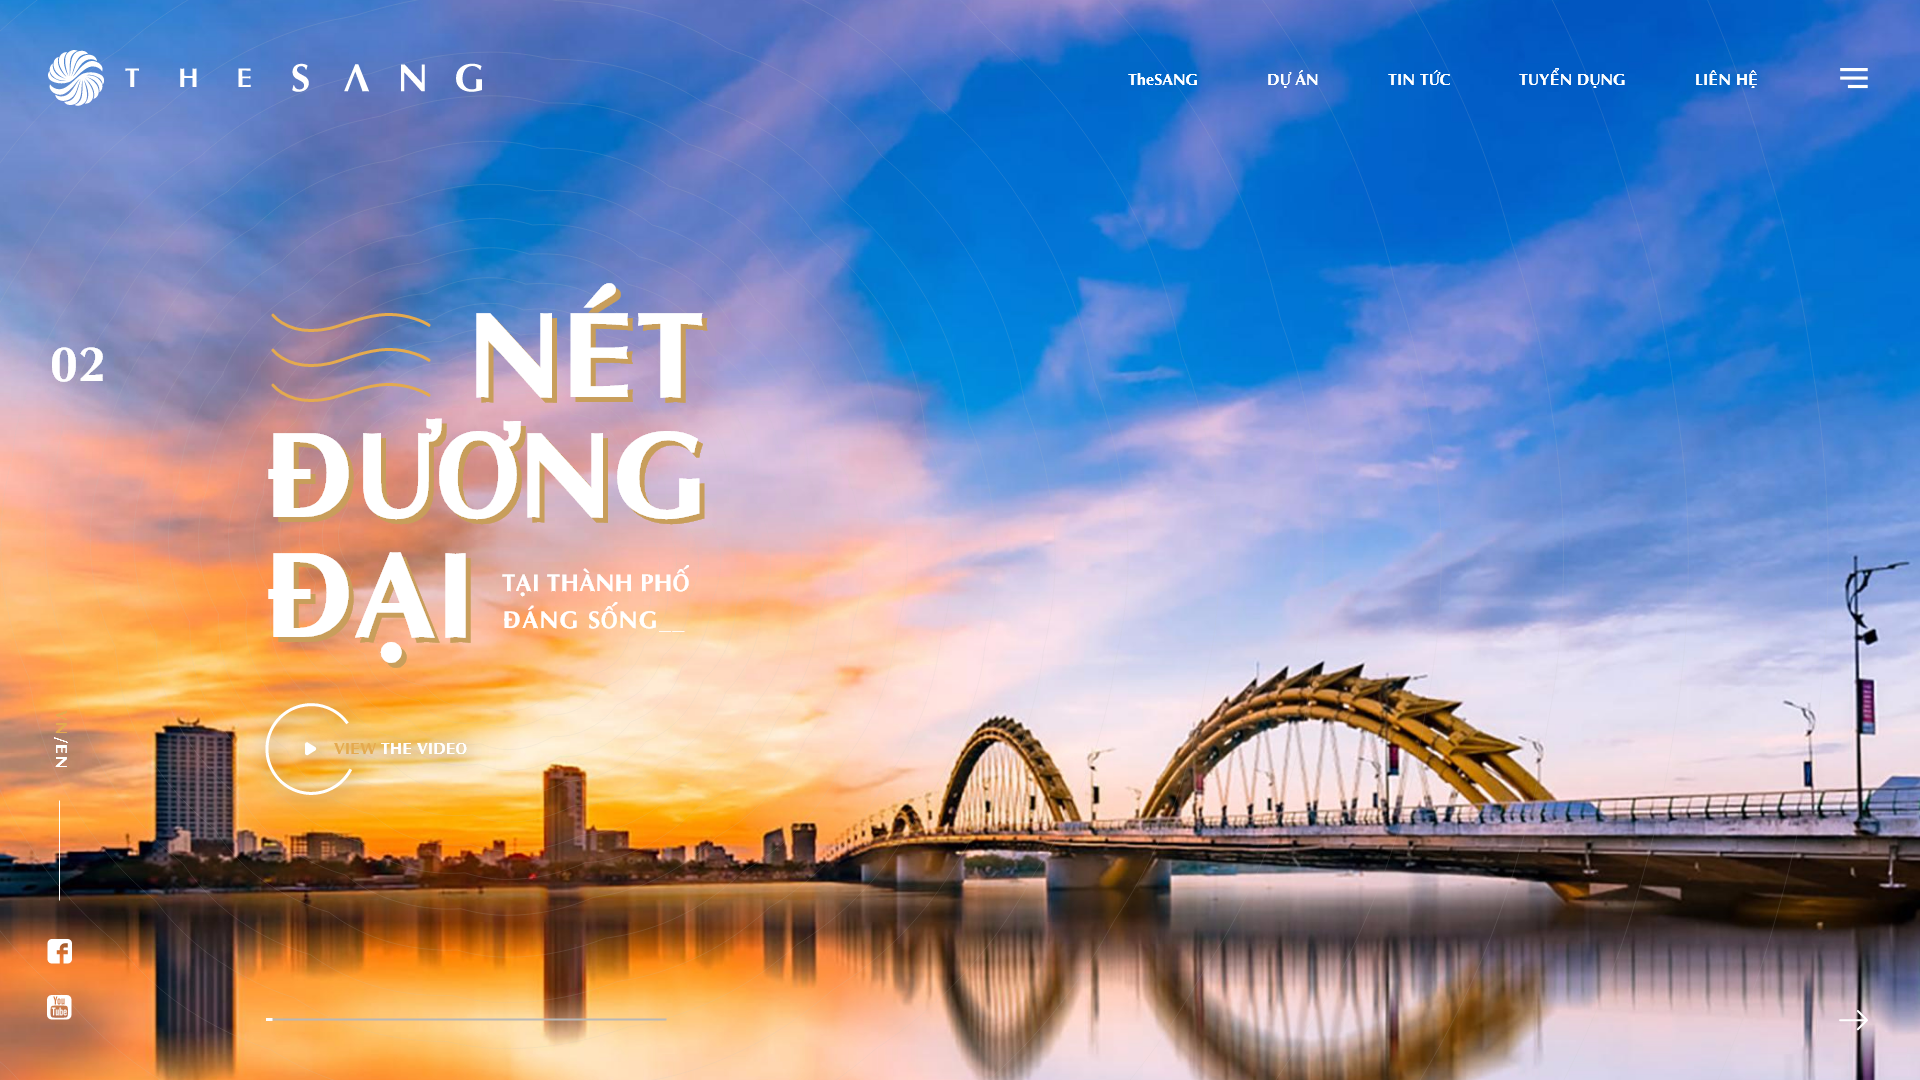 THE SANG
TheSANG
DỰ ÁN
TIN TỨC
TUYỂN DỤNG
LIÊN HỆ
02
NÉT
ĐƯƠNG
ĐẠI
TẠI THÀNH PHỐ
ĐÁNG SỐNG__
VIEW THE VIDEO
N/EN
You
Tube